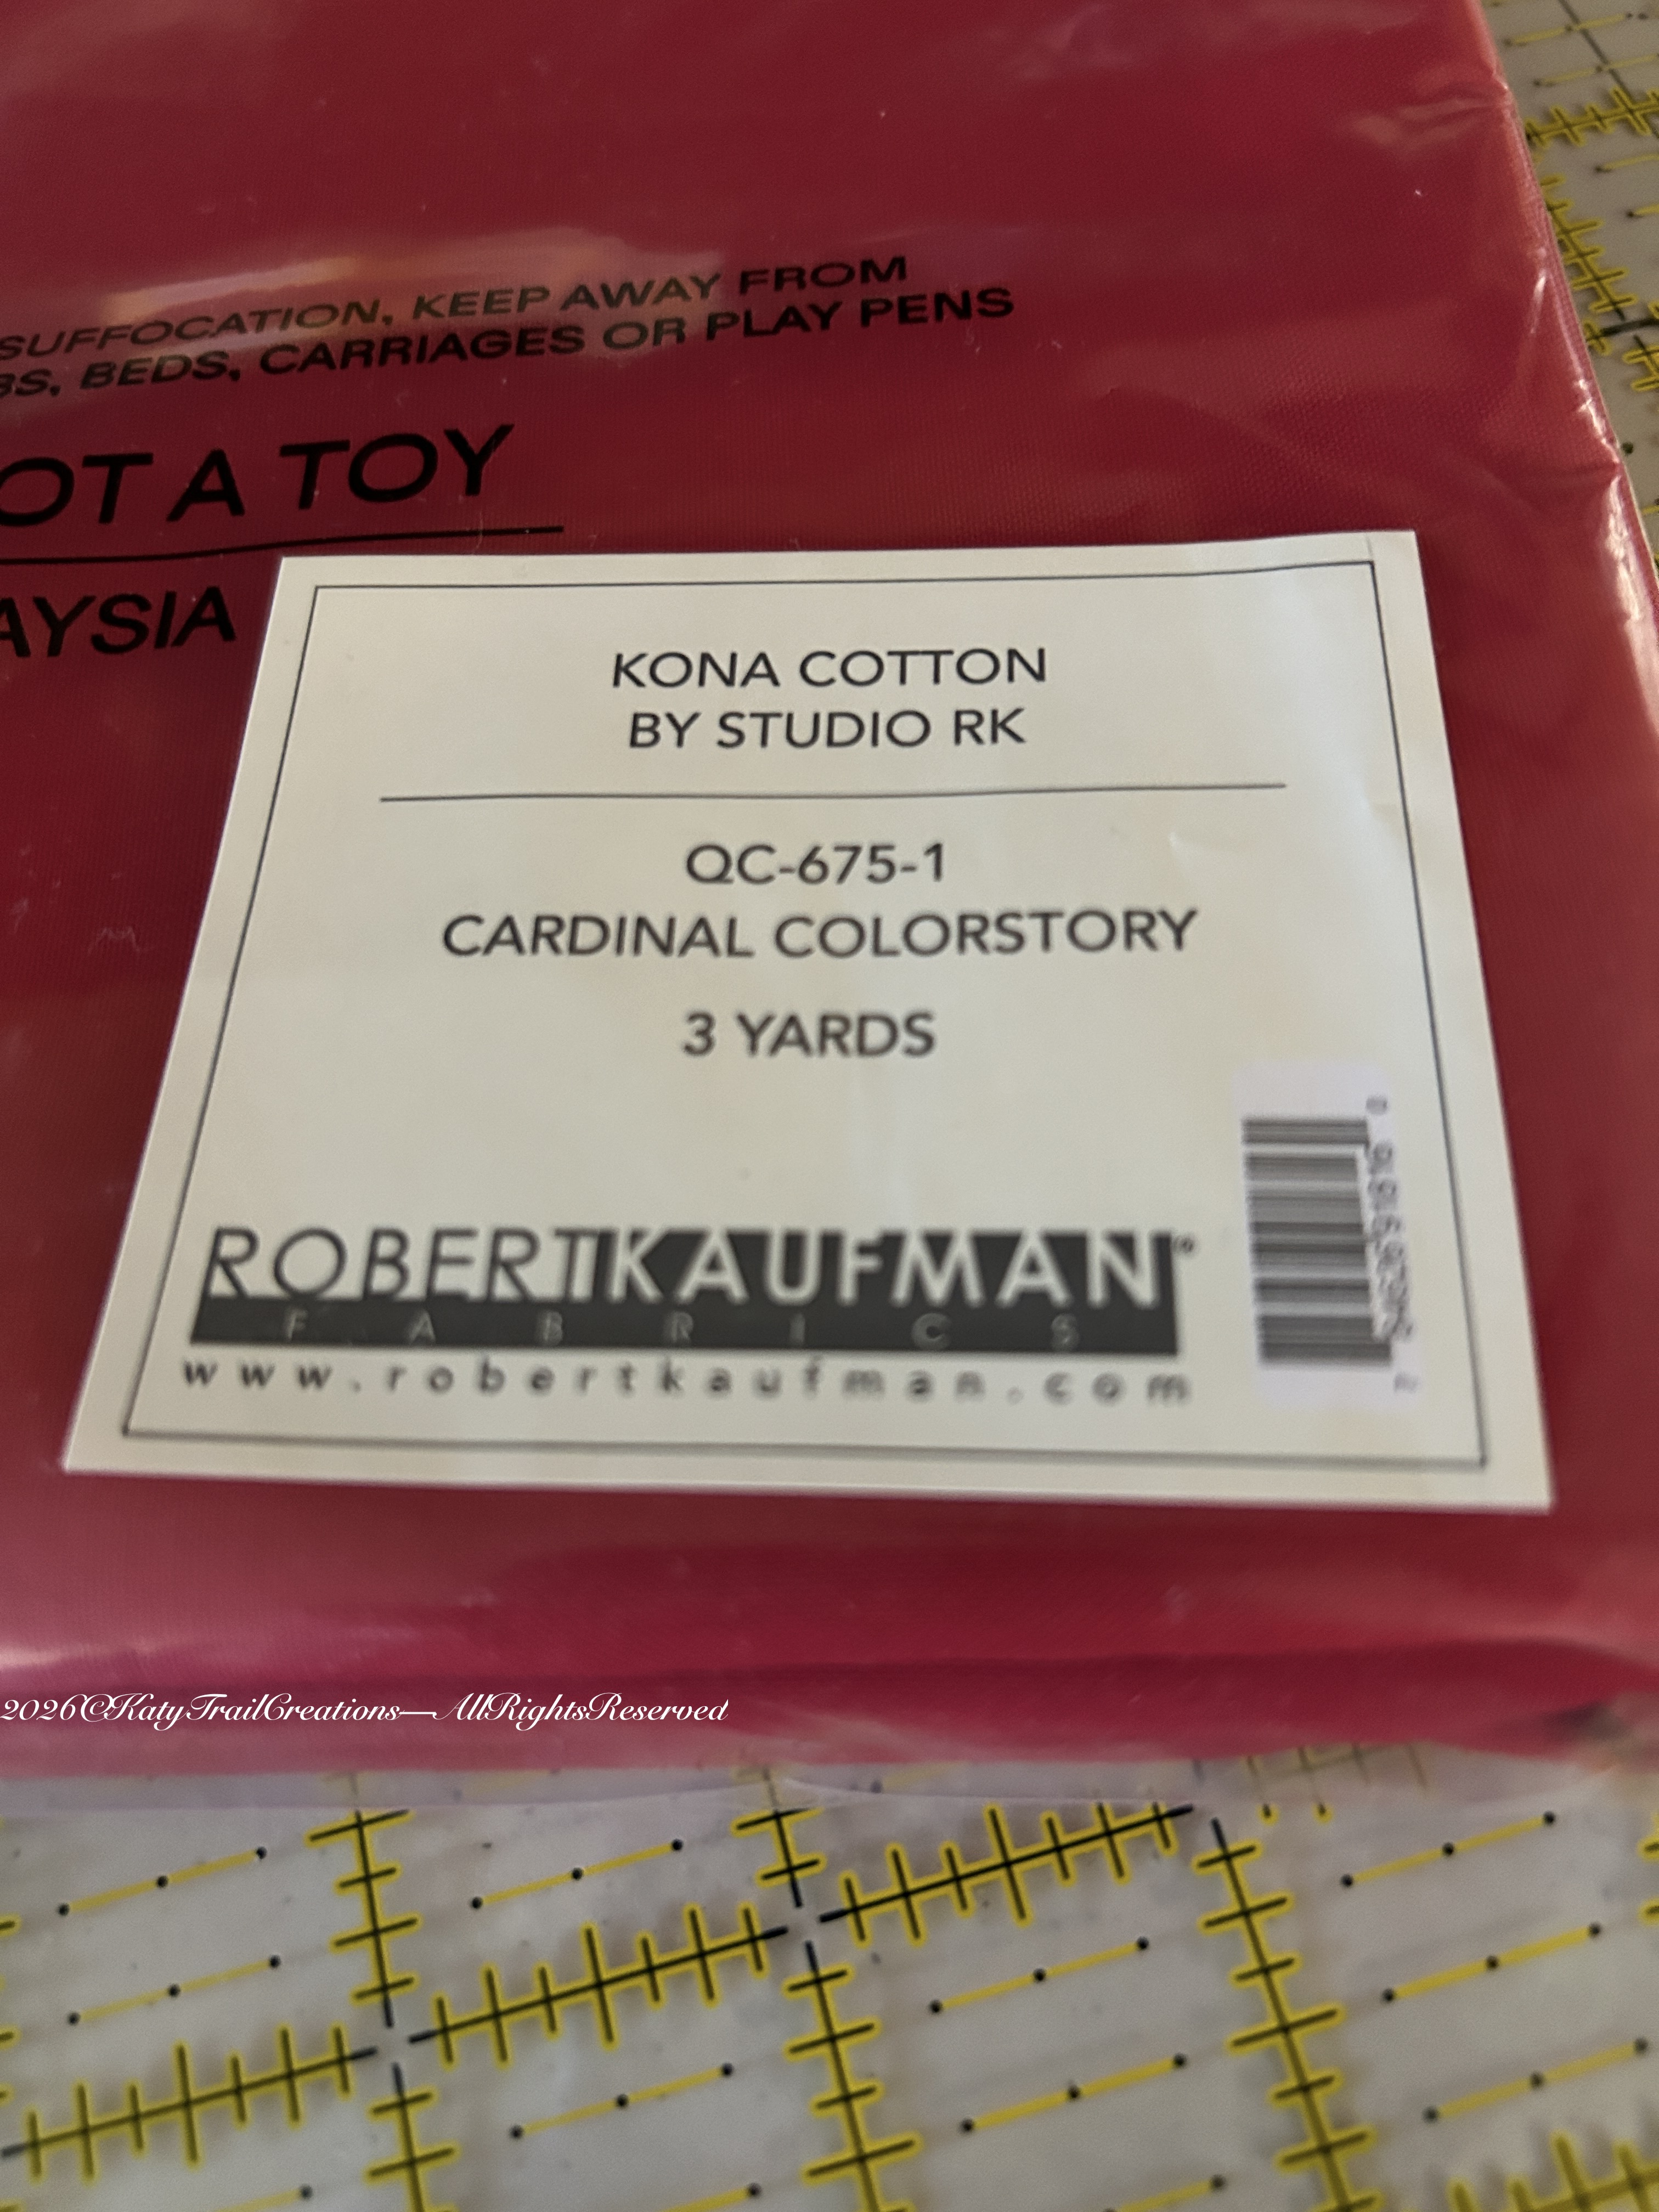 SUFFOCATION, KEEP AWAY FROM
BS, BEDS, CARRIAGES OR PLAY PENS
OT A TOY
AYSIA
KONA COTTON
BY STUDIO RK
QC-675-1
CARDINAL COLORSTORY
3 YARDS
ROBERTKAUFMAN®
FABRICS
www.robertkaufman.com
2026©KatyTrailCreations—AllRightsReserved